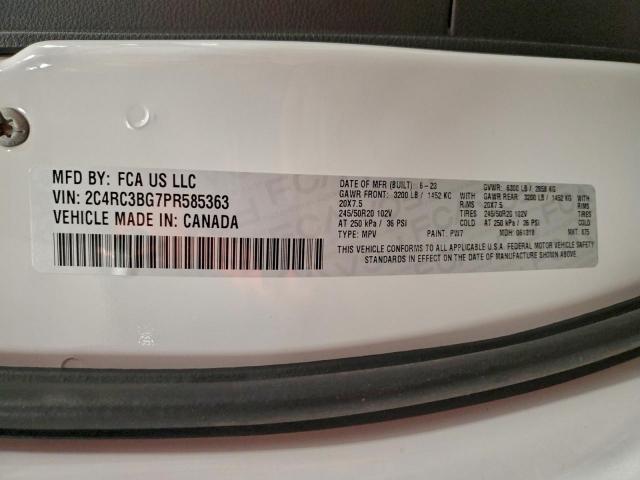 MFD BY: FCA US LLC
VIN: 2C4RC3BG7PR585363
VEHICLE MADE IN: CANADA
DATE OF MFR (BUILT): 6-23 GVWR: 6300 LB / 2858 KG
GAWR FRONT: 3200 LB / 1452 KG WITH GAWR REAR: 3200 LB / 1452 KG WITH
20X7.5 RIMS 20X7.5 RIMS
245/50R20 102V TIRES 245/50R20 102V TIRES
AT 250 kPa / 36 PSI COLD AT 250 kPa / 36 PSI COLD
TYPE: MPV PAINT: PW7 MDH: 061319 MKT: 875
THIS VEHICLE CONFORMS TO ALL APPLICABLE U.S.A. FEDERAL MOTOR VEHICLE SAFETY
STANDARDS IN EFFECT ON THE DATE OF MANUFACTURE SHOWN ABOVE.